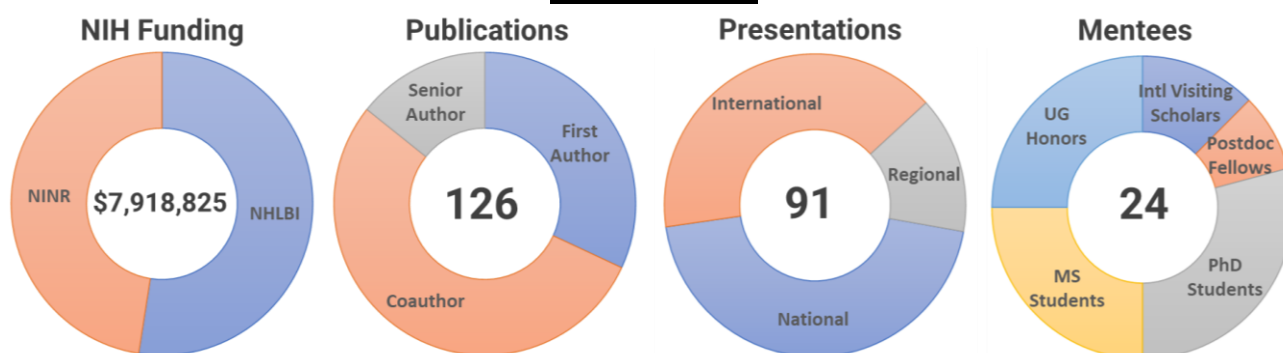 NIH Funding
NINR
$7,918,825
NHLBI
Publications
Senior
Author
First
Author
126
Coauthor
Presentations
International
Regional
91
National
Mentees
Intl Visiting
Scholars
UG
Honors
Postdoc
Fellows
24
MS
Students
PhD
Students